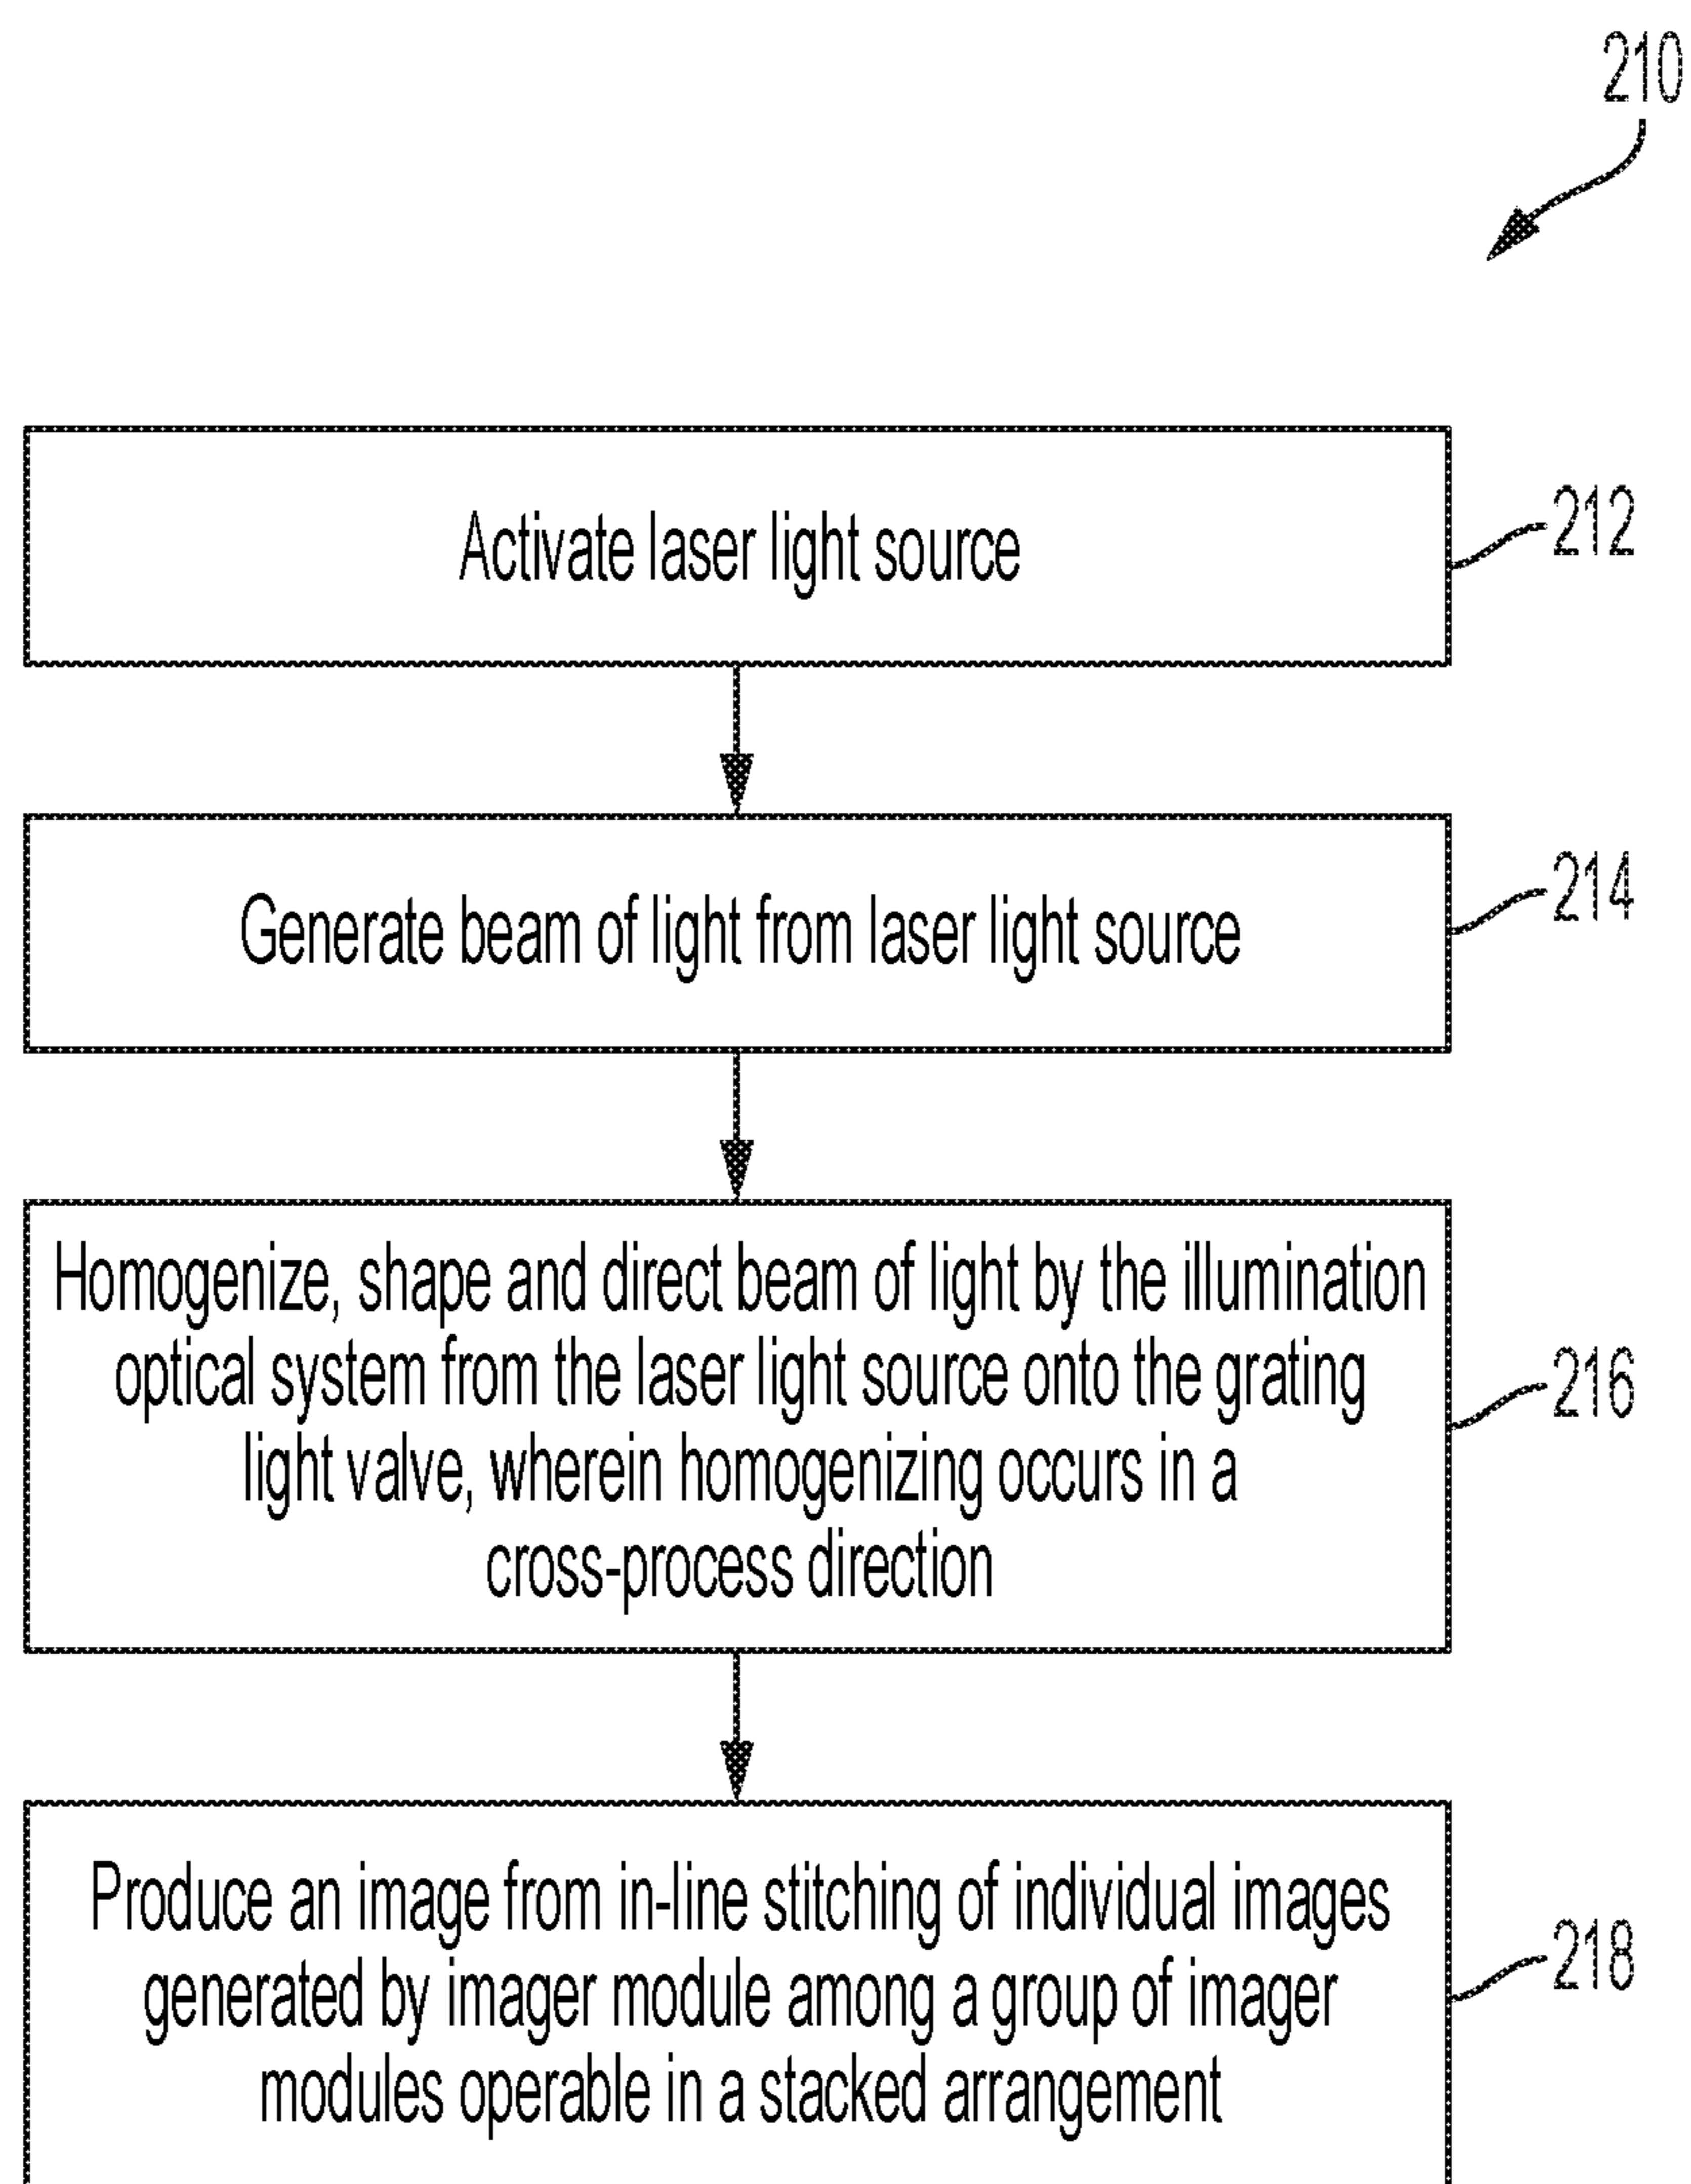 210
Activate laser light source
212
Generate beam of light from laser light source
214
Homogenize, shape and direct beam of light by the illumination
optical system from the laser light source onto the grating
light valve, wherein homogenizing occurs in a
cross-process direction
216
Produce an image from in-line stitching of individual images
generated by imager module among a group of imager
modules operable in a stacked arrangement
218